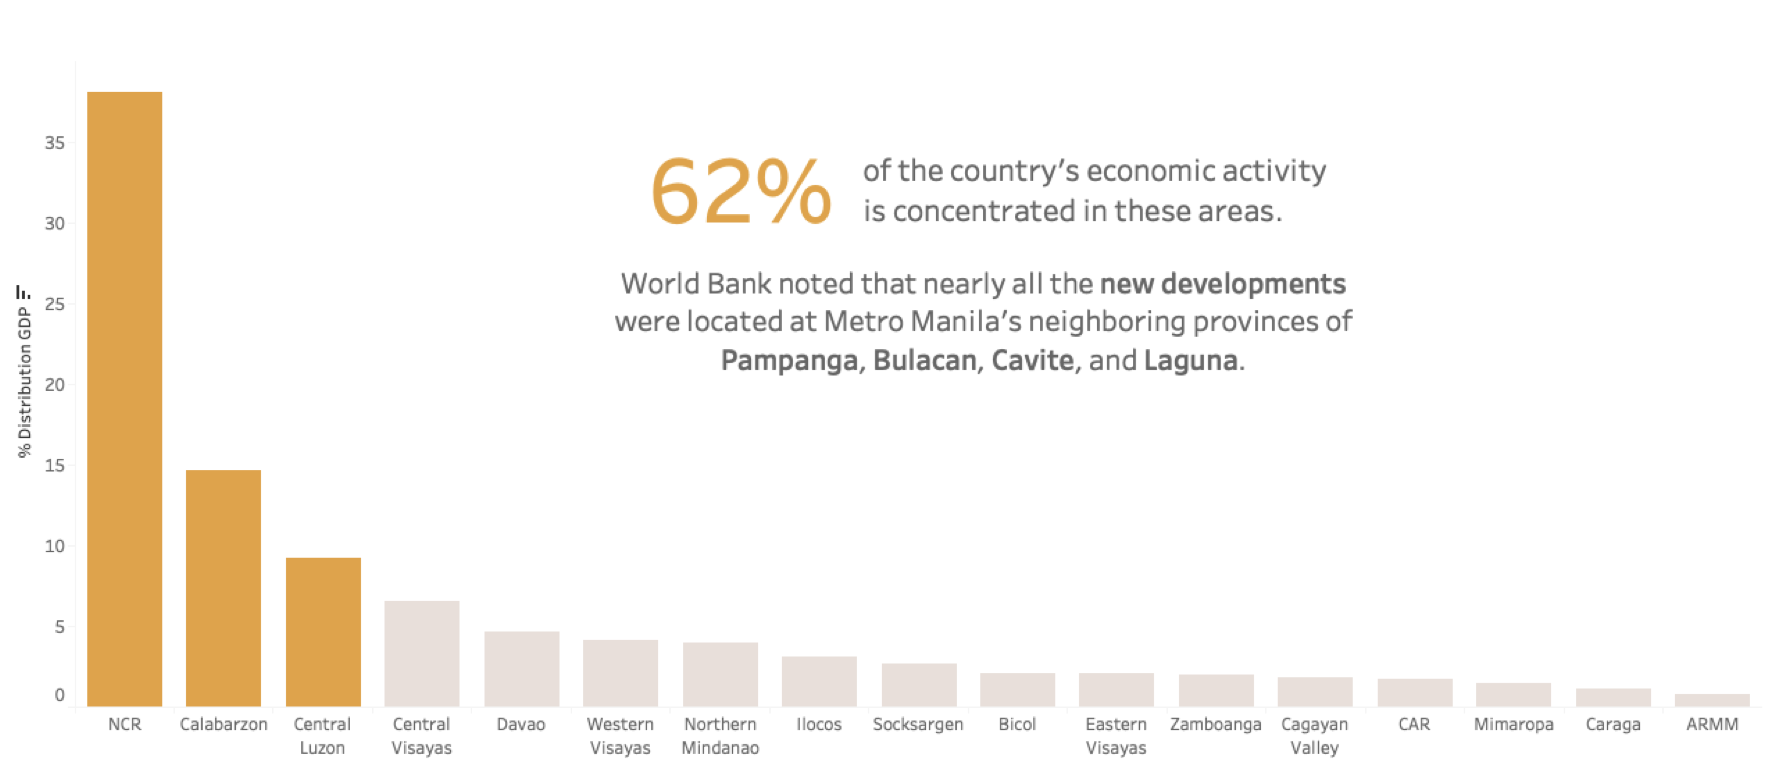 62%
of the country's economic activity
is concentrated in these areas.
World Bank noted that nearly all the new developments
were located at Metro Manila's neighboring provinces of
Pampanga, Bulacan, Cavite, and Laguna.
% Distribution GDP
35
30
25
20
15
10
5
0
NCR
Calabarzon
Central
Luzon
Central
Visayas
Davao
Western
Visayas
Northern
Mindanao
Ilocos
Socksargen
Bicol
Eastern
Visayas
Zamboanga
Cagayan
Valley
CAR
Mimaropa
Caraga
ARMM